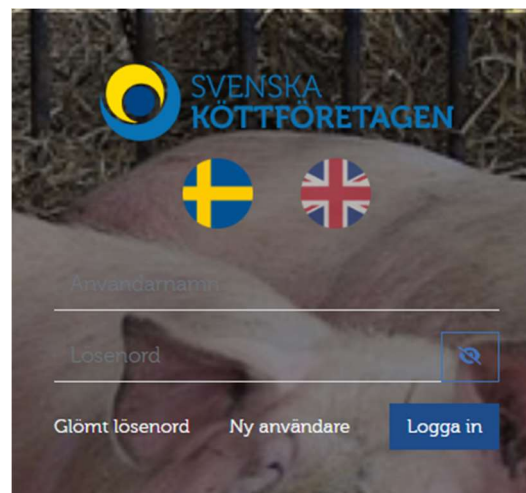 SVENSKA
KÖTTFÖRETAGEN
Användarnamn
Lösenord
Glömt lösenord Ny användare Logga in